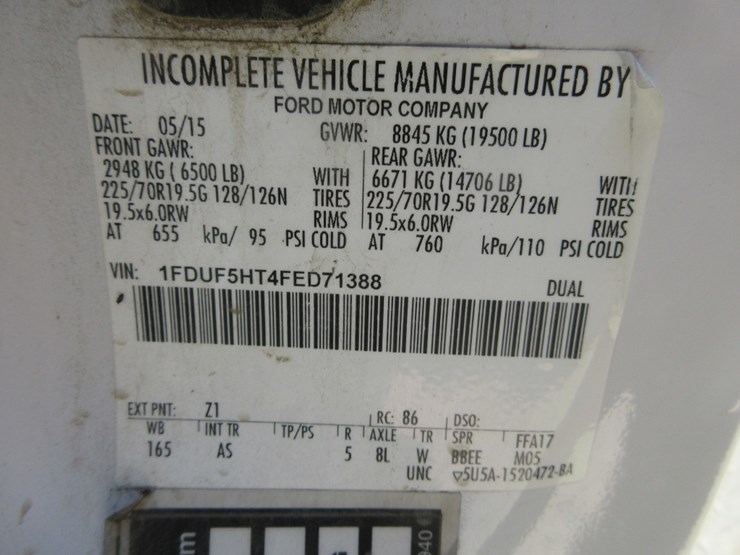 INCOMPLETE VEHICLE MANUFACTURED BY
FORD MOTOR COMPANY
DATE: 05/15 GVWR: 8845 KG (19500 LB)
FRONT GAWR: REAR GAWR:
2948 KG ( 6500 LB) WITH 6671 KG (14706 LB) WITH
225/70R19.5G 128/126N TIRES 225/70R19.5G 128/126N TIRES
19.5x6.0RW RIMS 19.5x6.0RW RIMS
AT 655 kPa/ 95 PSI COLD AT 760 kPa/110 PSI COLD
VIN: 1FDUF5HT4FED71388 DUAL
EXT PNT: Z1 RC: 86 DSO:
WB INT TR TP/PS R AXLE TR SPR FFA17
165 AS 5 8L W BBEE M05
UNC ▽5U5A-1520472-BA
m
940